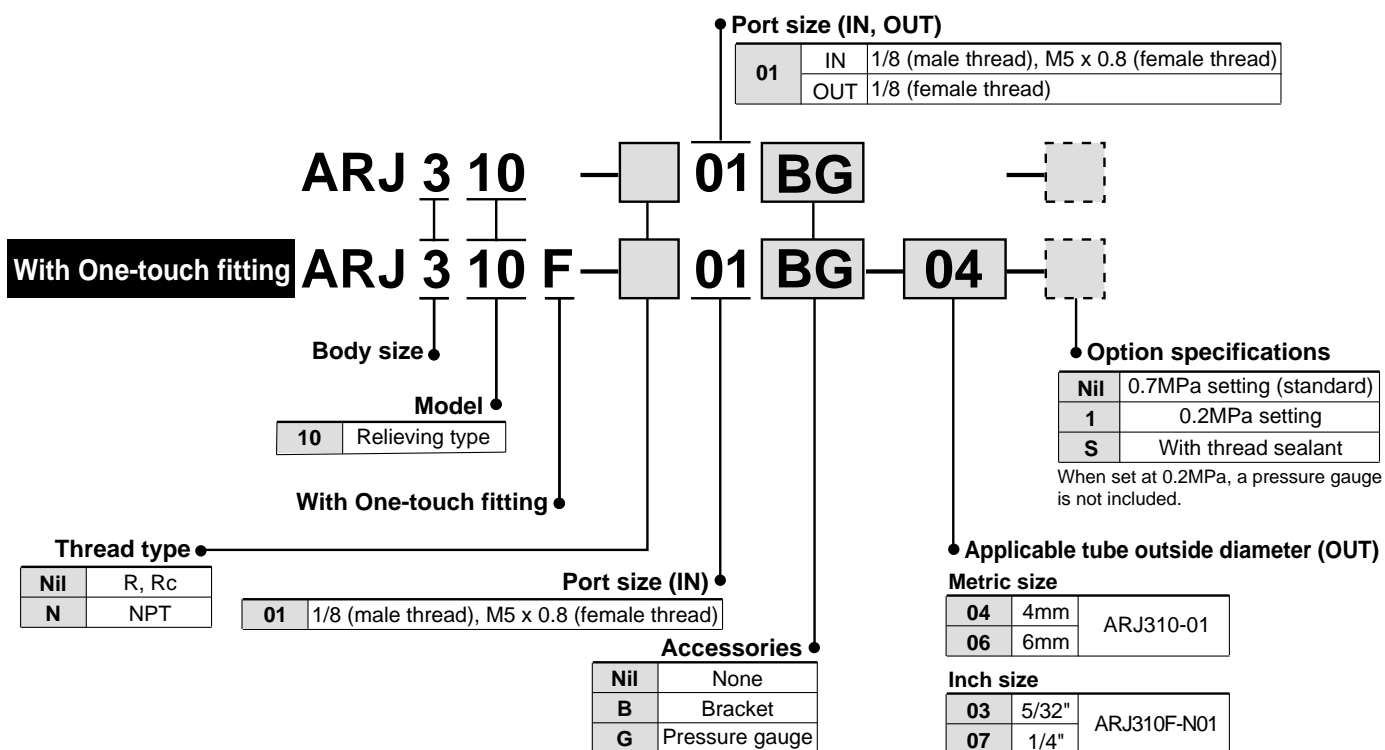 Port size (IN, OUT)
01 IN 1/8 (male thread), M5 x 0.8 (female thread)
OUT 1/8 (female thread)
ARJ 3 10 — 01 BG —
With One-touch fitting ARJ 3 10 F — 01 BG — 04 —
Body size
Model
10 Relieving type
With One-touch fitting
Thread type
Nil R, Rc
N NPT
Port size (IN)
01 1/8 (male thread), M5 x 0.8 (female thread)
Accessories
Nil None
B Bracket
G Pressure gauge
Option specifications
Nil 0.7MPa setting (standard)
1 0.2MPa setting
S With thread sealant
When set at 0.2MPa, a pressure gauge
is not included.
Applicable tube outside diameter (OUT)
Metric size
04 4mm ARJ310-01
06 6mm
Inch size
03 5/32" ARJ310F-N01
07 1/4"